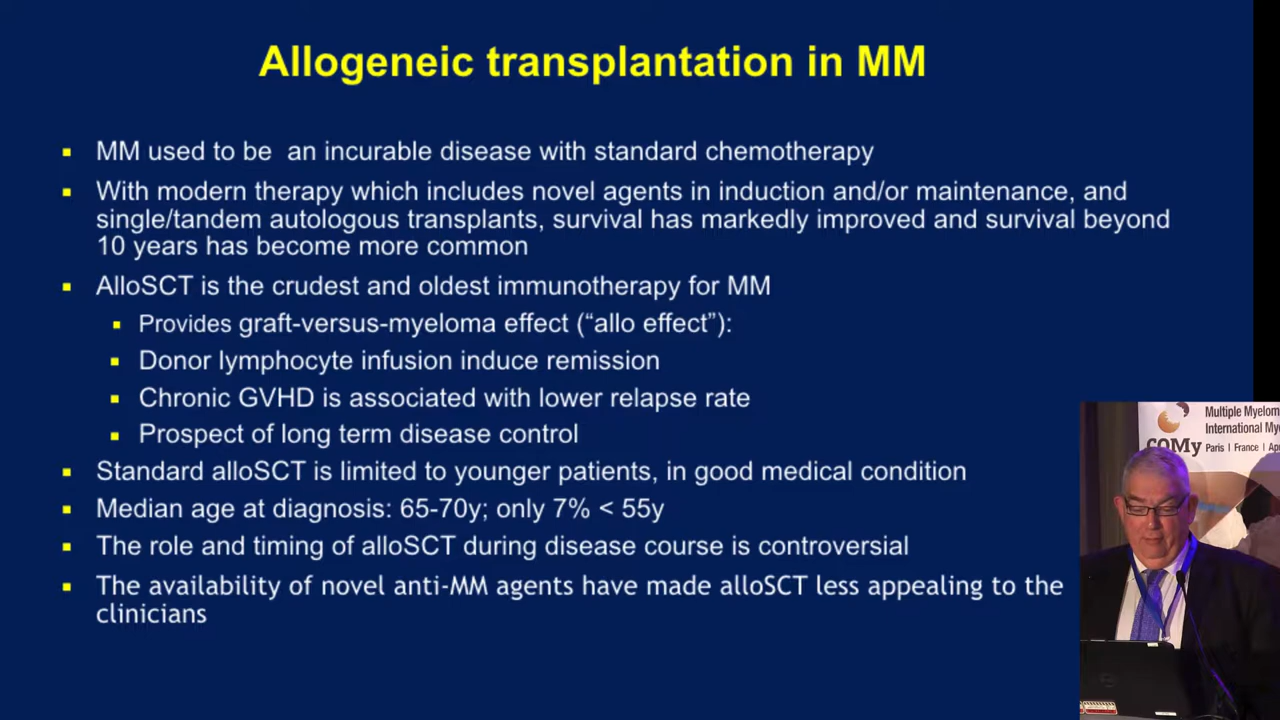 Allogeneic transplantation in MM
▪ MM used to be an incurable disease with standard chemotherapy
▪ With modern therapy which includes novel agents in induction and/or maintenance, and
single/tandem autologous transplants, survival has markedly improved and survival beyond
10 years has become more common
▪ AlloSCT is the crudest and oldest immunotherapy for MM
▪ Provides graft-versus-myeloma effect (“allo effect”):
▪ Donor lymphocyte infusion induce remission
▪ Chronic GVHD is associated with lower relapse rate
▪ Prospect of long term disease control
▪ Standard alloSCT is limited to younger patients, in good medical condition
▪ Median age at diagnosis: 65-70y; only 7% < 55y
▪ The role and timing of alloSCT during disease course is controversial
▪ The availability of novel anti-MM agents have made alloSCT less appealing to the
clinicians
Multiple Myelom
International My
COMy
Paris | France | Ap